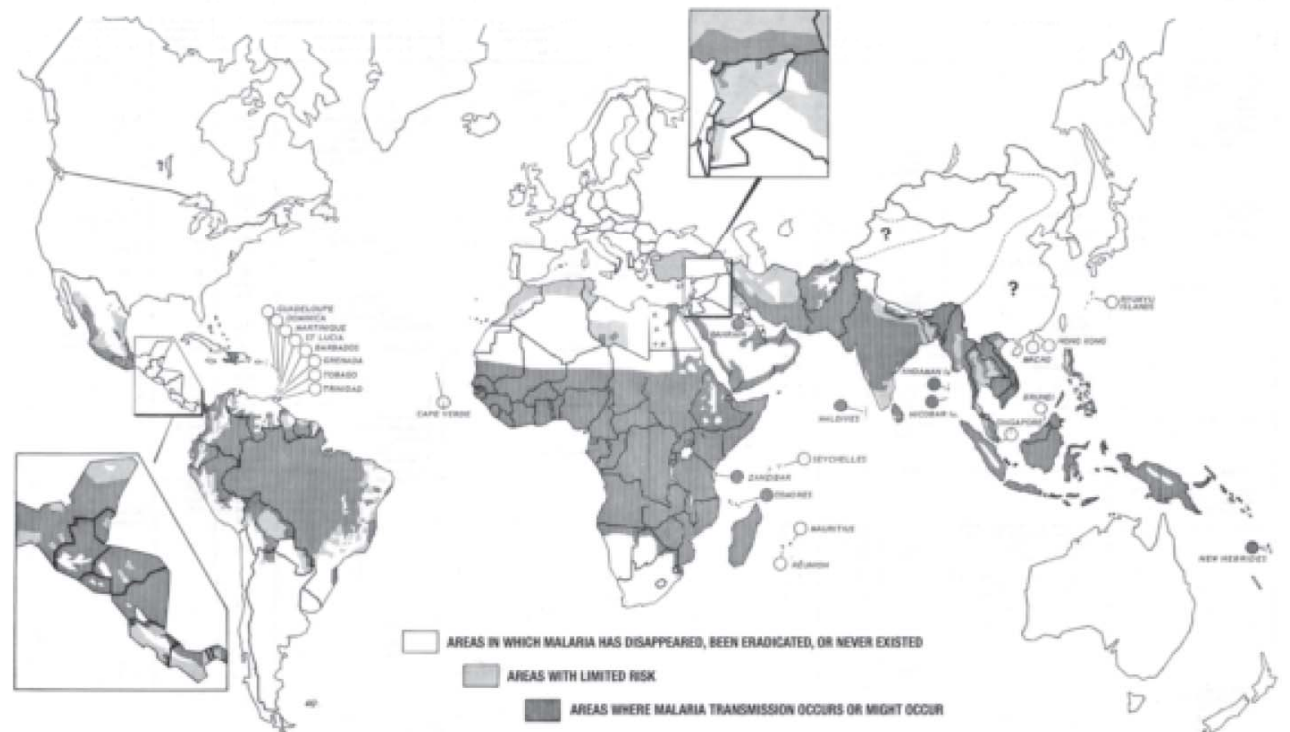 GUADELOUPE
DOMINICA
MARTINIQUE
ST LUCIA
BARBADOS
GRENADA
TOBAGO
TRINIDAD
CAPE VERDE
BAHRAIN
?
?
RYUKYU
ISLANDS
HONG KONG
MACAO
ANDAMAN Is
NICOBAR Is
MALDIVES
BRUNEI
SINGAPORE
SEYCHELLES
ZANZIBAR
COMORES
MAURITIUS
RÉUNION
NEW HEBRIDES
AREAS IN WHICH MALARIA HAS DISAPPEARED, BEEN ERADICATED, OR NEVER EXISTED
AREAS WITH LIMITED RISK
AREAS WHERE MALARIA TRANSMISSION OCCURS OR MIGHT OCCUR